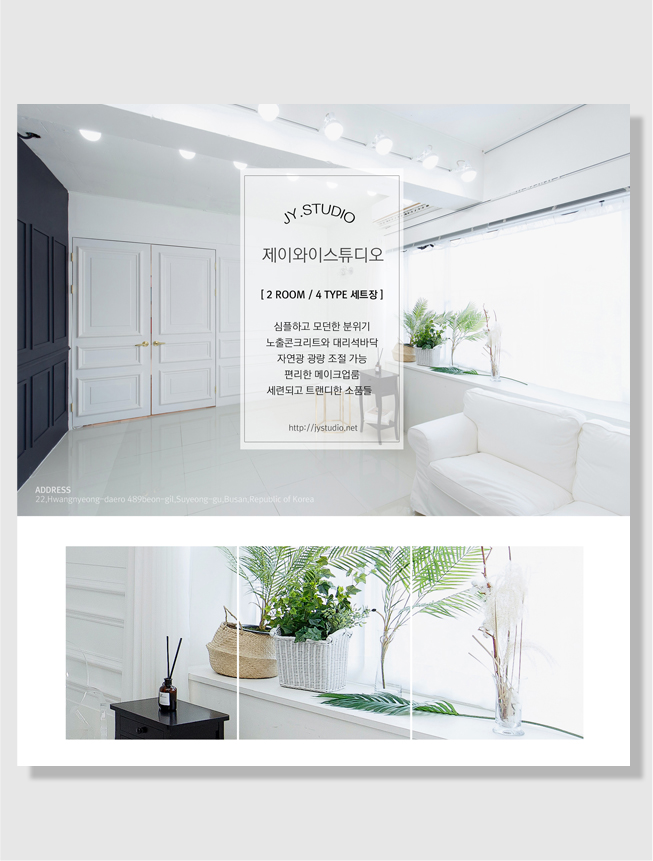 JY.STUDIO
제이와이스튜디오
[ 2 ROOM / 4 TYPE 세트장 ]
심플하고 모던한 분위기
노출콘크리트와 대리석바닥
자연광 광량 조절 가능
편리한 메이크업룸
세련되고 트랜디한 소품들
http://jystudio.net
ADDRESS
22,Hwangnyeong-daero 489beon-gil,Suyeong-gu,Busan,Republic of Korea